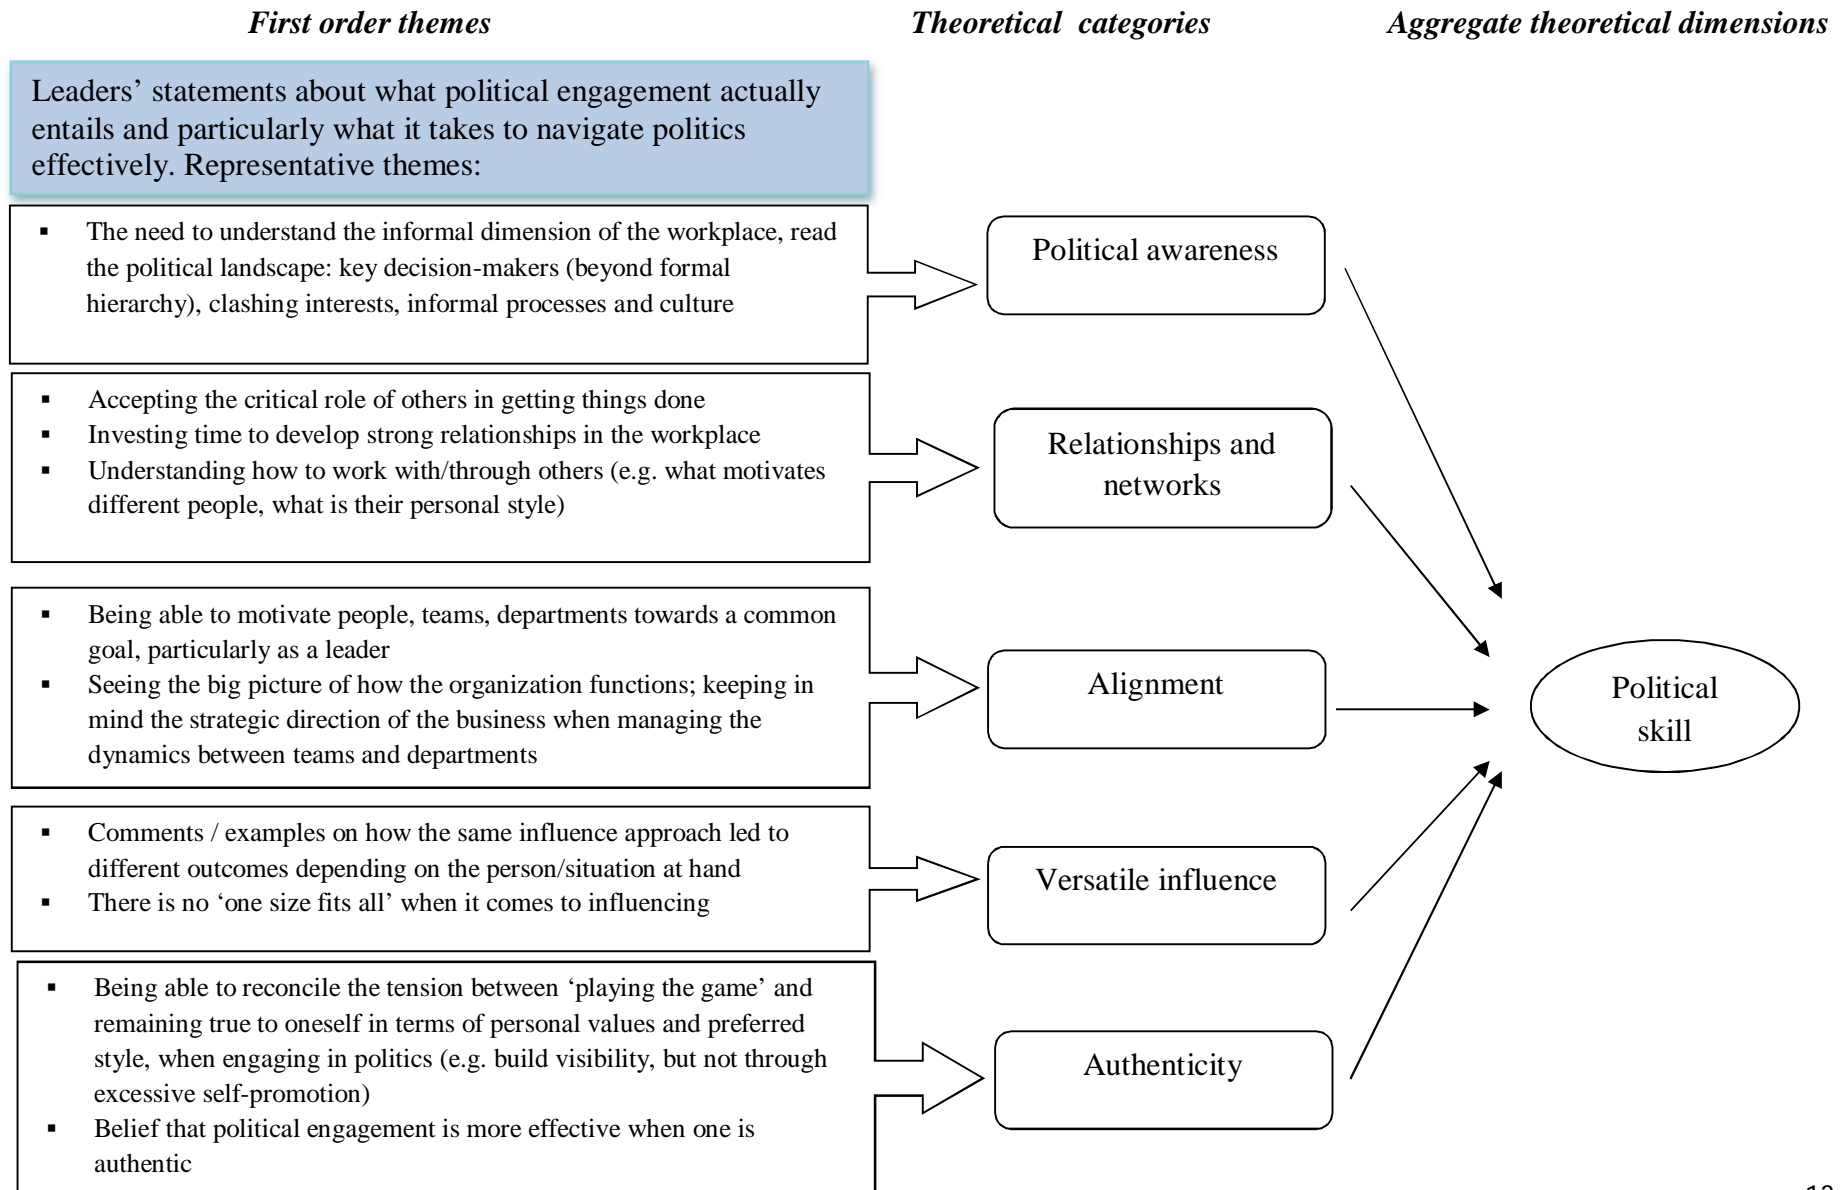 First order themes
Theoretical categories
Aggregate theoretical dimensions
Leaders’ statements about what political engagement actually
entails and particularly what it takes to navigate politics
effectively. Representative themes:
▪ The need to understand the informal dimension of the workplace, read
the political landscape: key decision-makers (beyond formal
hierarchy), clashing interests, informal processes and culture
Political awareness
▪ Accepting the critical role of others in getting things done
▪ Investing time to develop strong relationships in the workplace
▪ Understanding how to work with/through others (e.g. what motivates
different people, what is their personal style)
Relationships and
networks
▪ Being able to motivate people, teams, departments towards a common
goal, particularly as a leader
▪ Seeing the big picture of how the organization functions; keeping in
mind the strategic direction of the business when managing the
dynamics between teams and departments
Alignment
▪ Comments / examples on how the same influence approach led to
different outcomes depending on the person/situation at hand
▪ There is no ‘one size fits all’ when it comes to influencing
Versatile influence
▪ Being able to reconcile the tension between ‘playing the game’ and
remaining true to oneself in terms of personal values and preferred
style, when engaging in politics (e.g. build visibility, but not through
excessive self-promotion)
▪ Belief that political engagement is more effective when one is
authentic
Authenticity
Political
skill